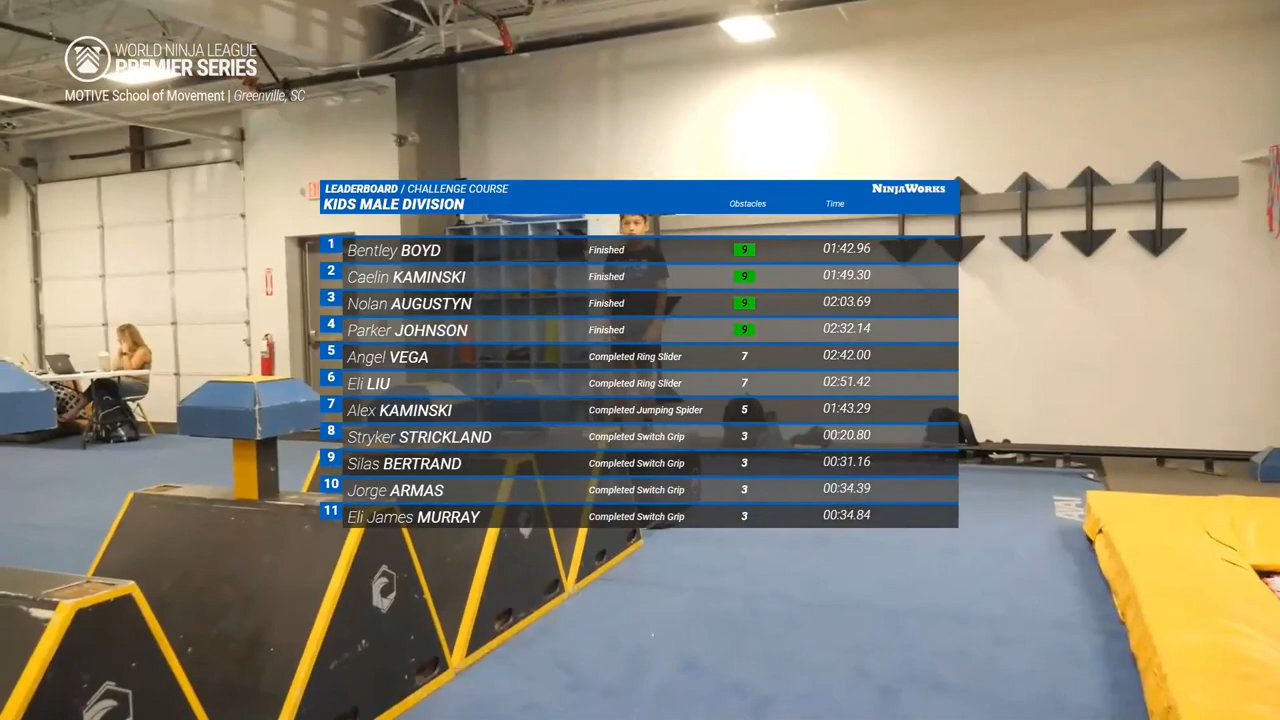 WORLD NINJA LEAGUE
PREMIER SERIES
MOTIVE School of Movement | Greenville, SC
LEADERBOARD / CHALLENGE COURSE
NINJAWORKS
KIDS MALE DIVISION
Obstacles Time
1 Bentley BOYD Finished 9 01:42.96
2 Caelin KAMINSKI Finished 9 01:49.30
3 Nolan AUGUSTYN Finished 9 02:03.69
4 Parker JOHNSON Finished 9 02:32.14
5 Angel VEGA Completed Ring Slider 7 02:42.00
6 Eli LIU Completed Ring Slider 7 02:51.42
7 Alex KAMINSKI Completed Jumping Spider 5 01:43.29
8 Stryker STRICKLAND Completed Switch Grip 3 00:20.80
9 Silas BERTRAND Completed Switch Grip 3 00:31.16
10 Jorge ARMAS Completed Switch Grip 3 00:34.39
11 Eli James MURRAY Completed Switch Grip 3 00:34.84